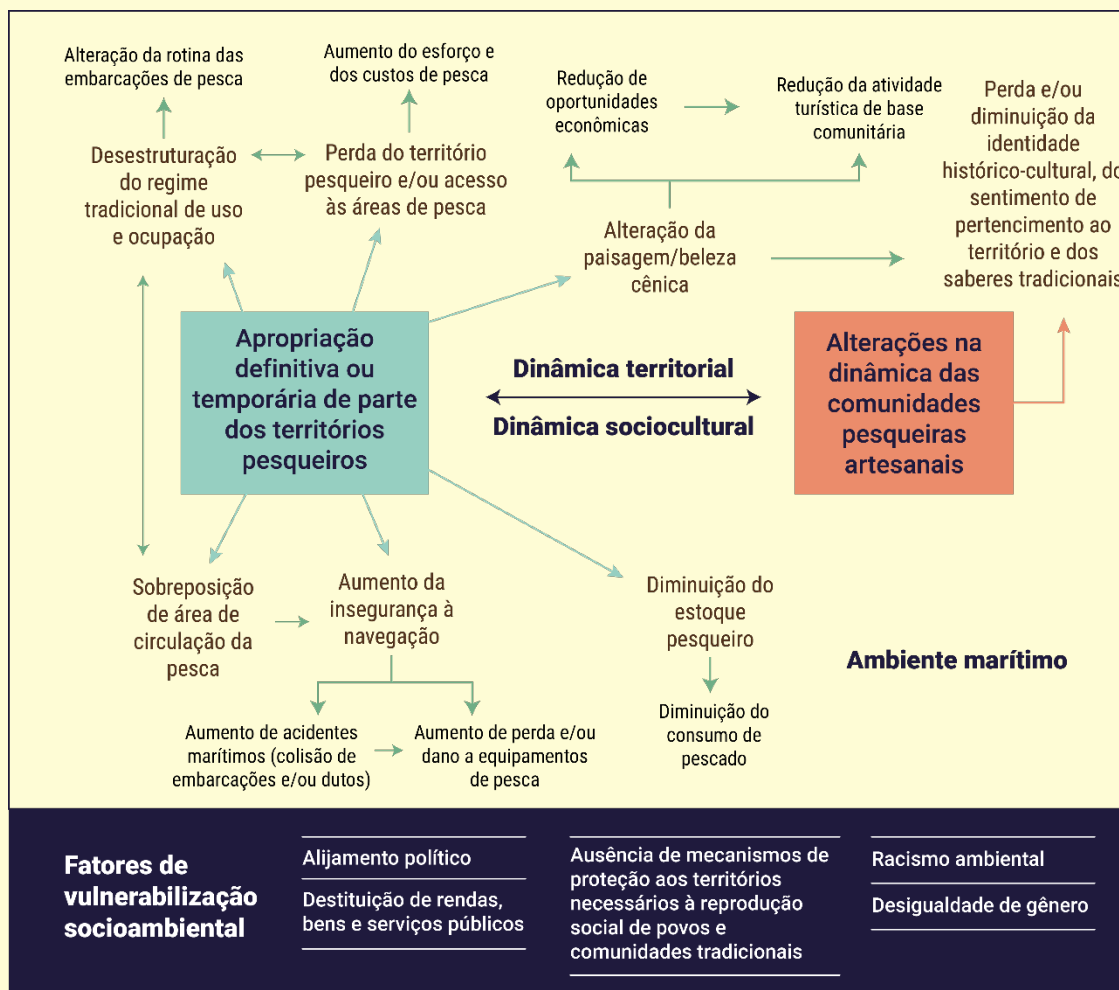 Alteração da rotina das
embarcações de pesca
Aumento do esforço e
dos custos de pesca
Redução de
oportunidades
econômicas
Redução da atividade
turística de base
comunitária
Perda e/ou
diminuição da
identidade
histórico-cultural, do
sentimento de
pertencimento ao
território e dos
saberes tradicionais
Desestruturação
do regime
tradicional de uso
e ocupação
Perda do território
pesqueiro e/ou acesso
às áreas de pesca
Alteração da
paisagem/beleza
cênica
Apropriação
definitiva ou
temporária de parte
dos territórios
pesqueiros
Dinâmica territorial
Dinâmica sociocultural
Alterações na
dinâmica das
comunidades
pesqueiras
artesanais
Sobreposição
de área de
circulação da
pesca
Aumento da
insegurança à
navegação
Diminuição do
estoque
pesqueiro
Ambiente marítimo
Aumento de acidentes
marítimos (colisão de
embarcações e/ou dutos)
Aumento de perda e/ou
dano a equipamentos
de pesca
Diminuição do
consumo de
pescado
Fatores de
vulnerabilização
socioambiental
Alijamento político
Destituição de rendas,
bens e serviços públicos
Ausência de mecanismos de
proteção aos territórios
necessários à reprodução
social de povos e
comunidades tradicionais
Racismo ambiental
Desigualdade de gênero